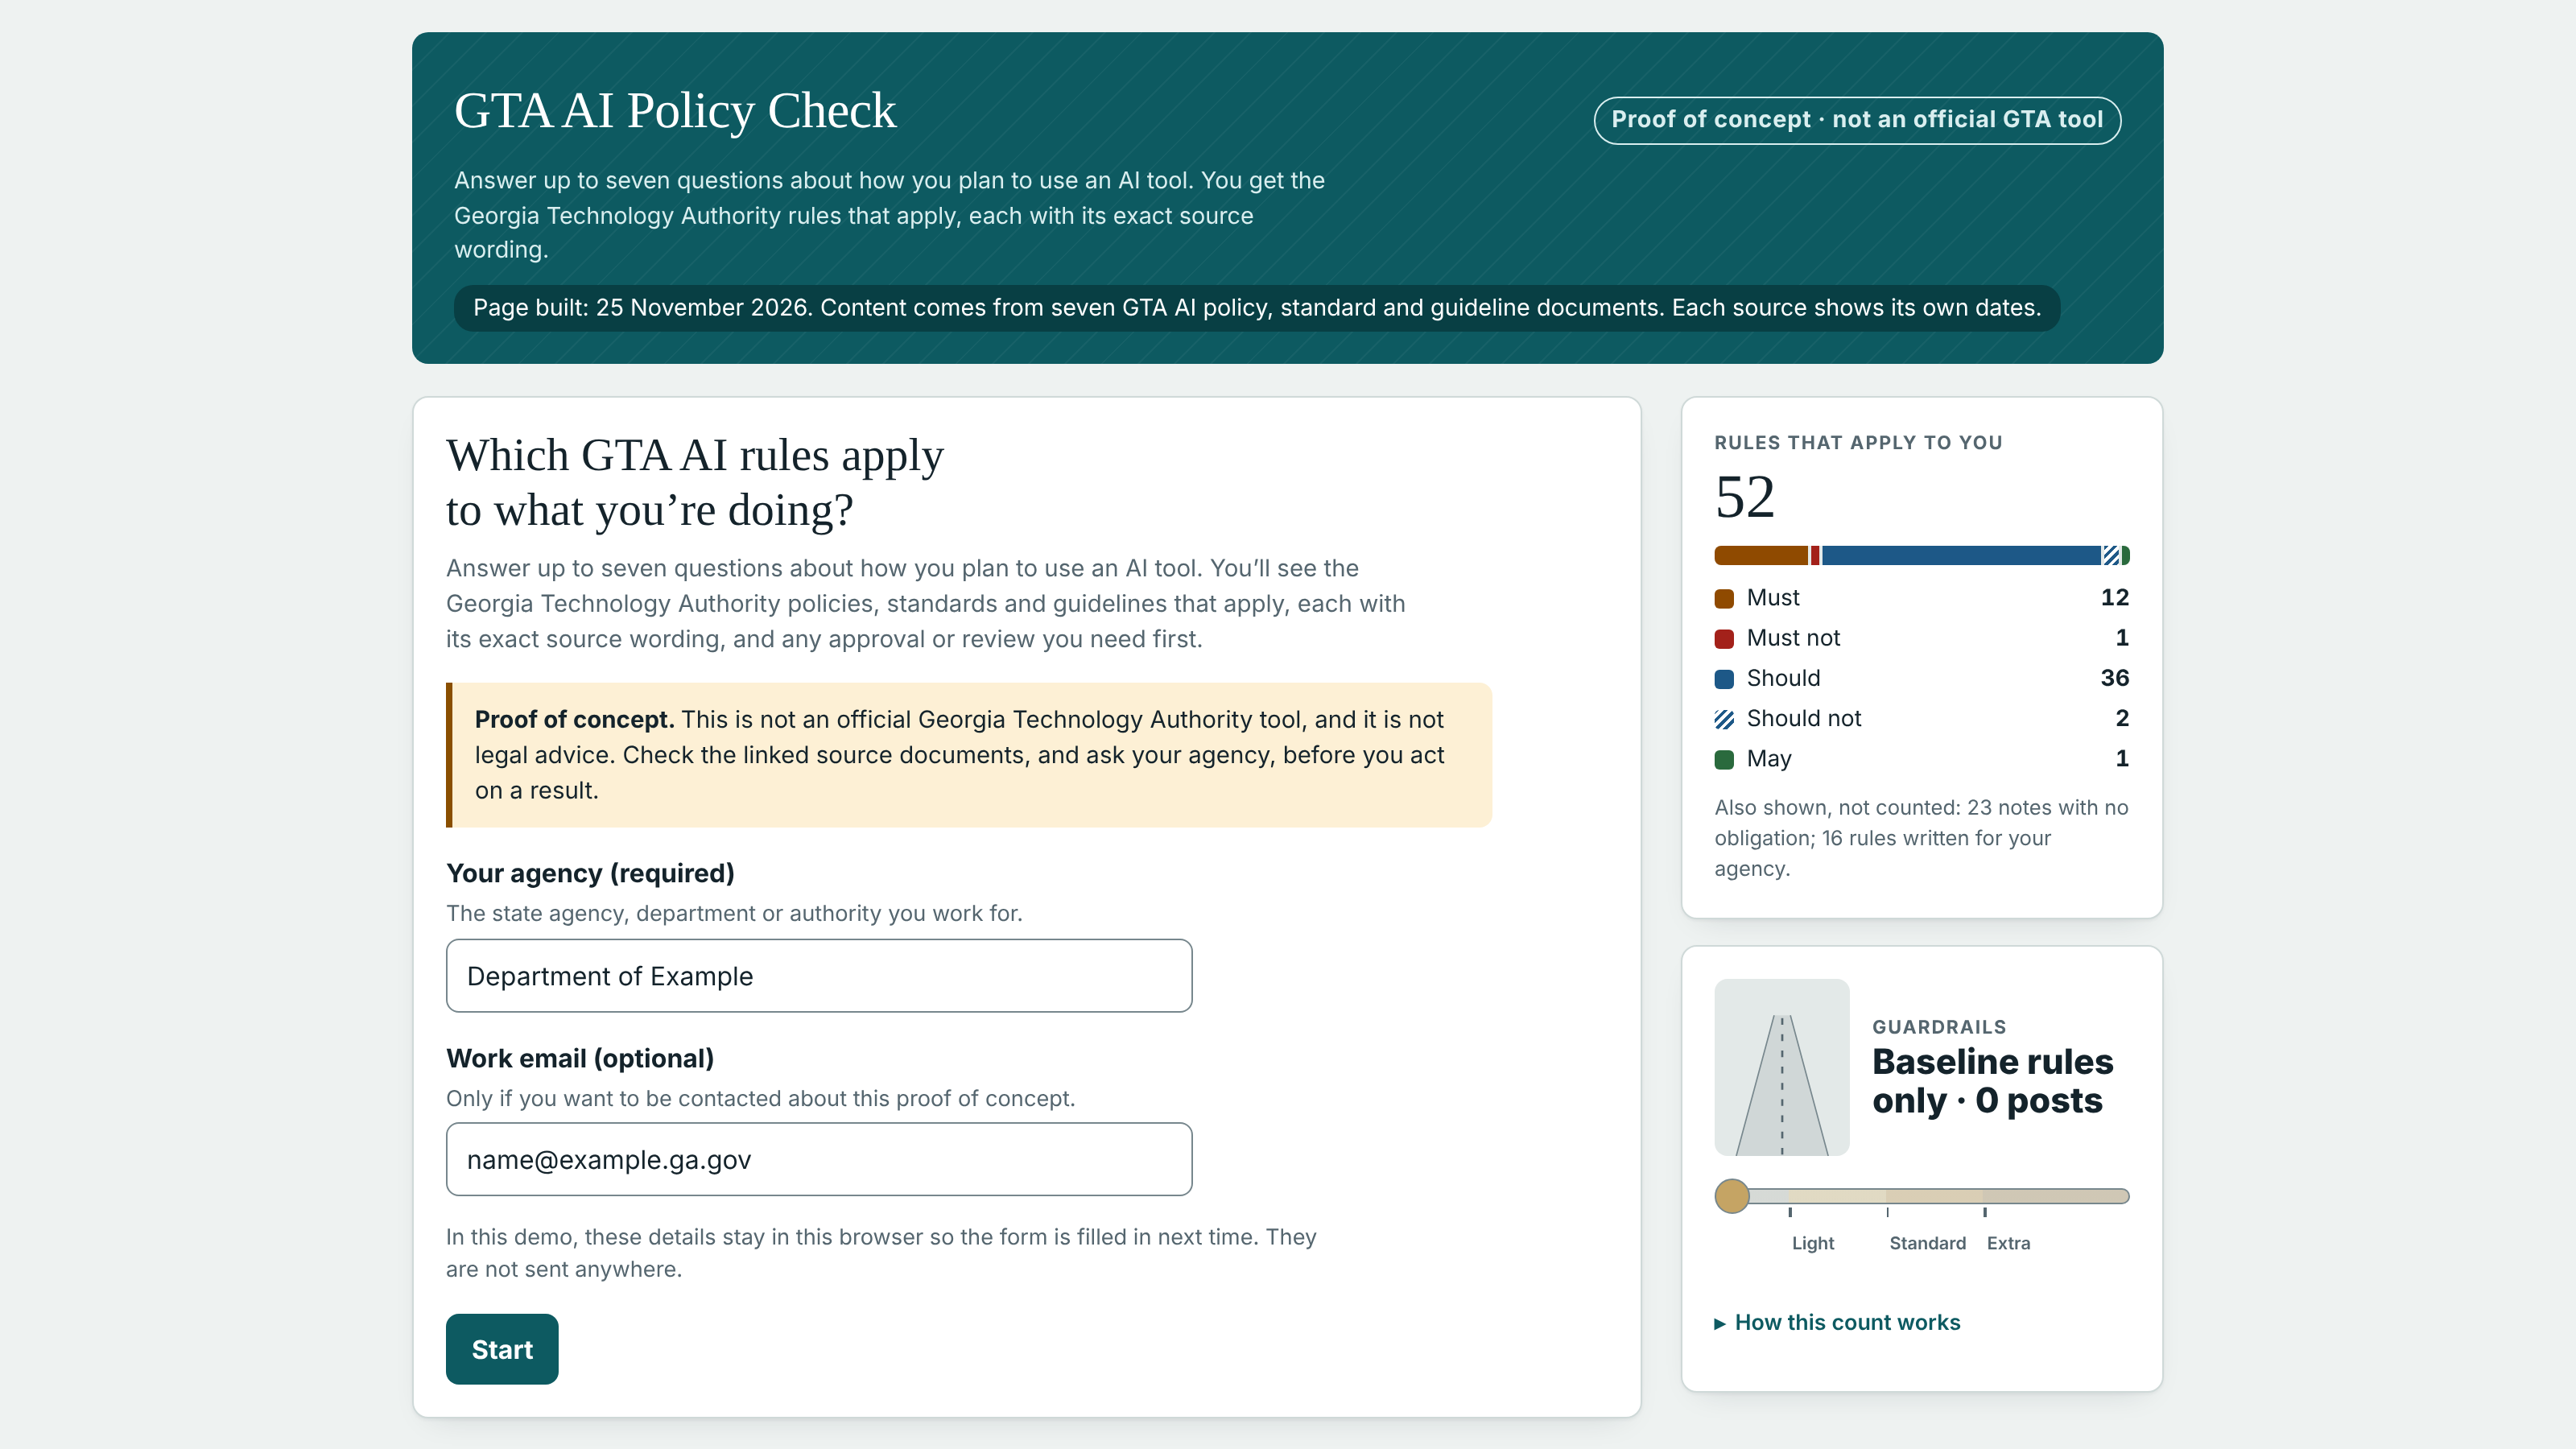 GTA AI Policy Check
Proof of concept · not an official GTA tool
Answer up to seven questions about how you plan to use an AI tool. You get the
Georgia Technology Authority rules that apply, each with its exact source
wording.
Page built: 25 November 2026. Content comes from seven GTA AI policy, standard and guideline documents. Each source shows its own dates.
Which GTA AI rules apply
to what you’re doing?
Answer up to seven questions about how you plan to use an AI tool. You’ll see the
Georgia Technology Authority policies, standards and guidelines that apply, each with
its exact source wording, and any approval or review you need first.
Proof of concept. This is not an official Georgia Technology Authority tool, and it is not
legal advice. Check the linked source documents, and ask your agency, before you act
on a result.
Your agency (required)
The state agency, department or authority you work for.
Department of Example
Work email (optional)
Only if you want to be contacted about this proof of concept.
name@example.ga.gov
In this demo, these details stay in this browser so the form is filled in next time. They
are not sent anywhere.
Start
RULES THAT APPLY TO YOU
52
Must 12
Must not 1
Should 36
Should not 2
May 1
Also shown, not counted: 23 notes with no
obligation; 16 rules written for your
agency.
GUARDRAILS
Baseline rules
only · 0 posts
Light Standard Extra
▸ How this count works